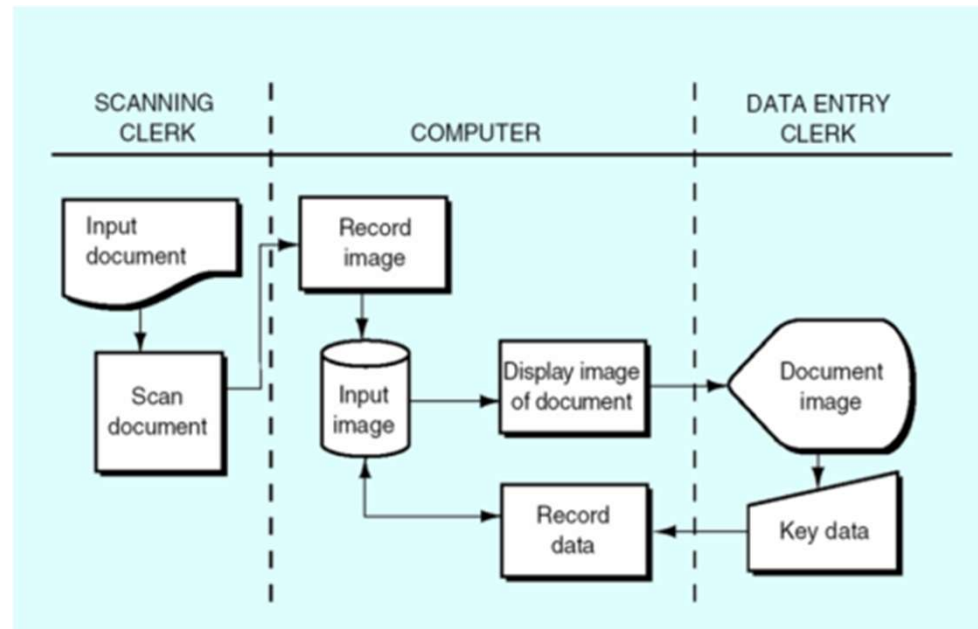 SCANNING
CLERK
COMPUTER
DATA ENTRY
CLERK
Input
document
Record
image
Scan
document
Input
image
Display image
of document
Document
image
Record
data
Key data